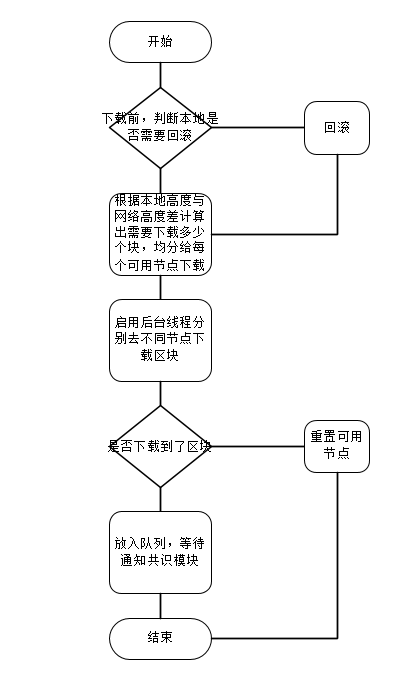 开始
下载前，判断本地是
否需要回滚
回滚
根据本地高度与
网络高度差计算
出需要下载多少
个块，均分给每
个可用节点下载
启用后台线程分
别去不同节点下
载区块
是否下载到了区块
重置可用
节点
放入队列，等待
通知共识模块
结束